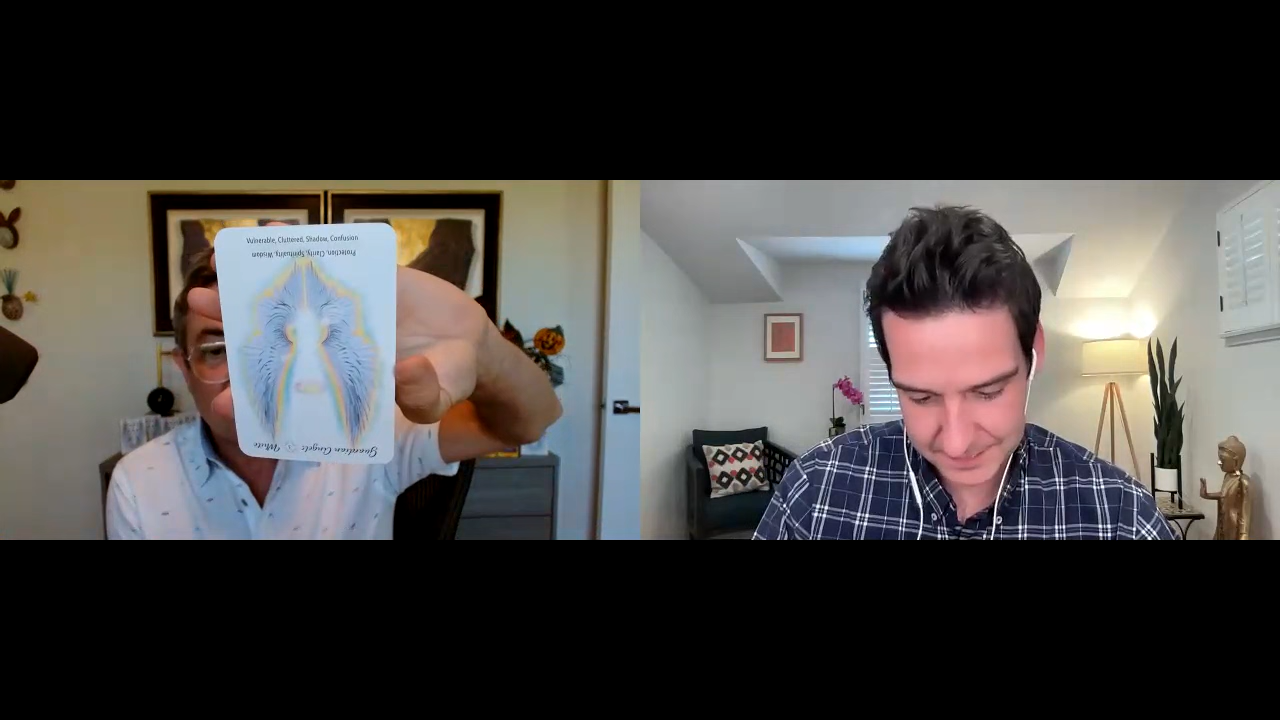 Vulnerable, Cluttered, Shadow, Confusion
Protection, Clarity, Spirituality, Wisdom
Guardian Angels White